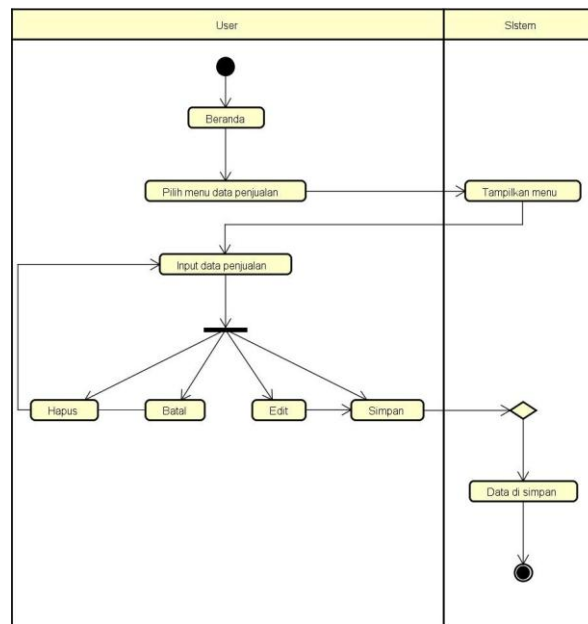 User
SIstem
Beranda
Pilih menu data penjualan
Tampilkan menu
Input data penjualan
Hapus
Batal
Edit
Simpan
Data di simpan